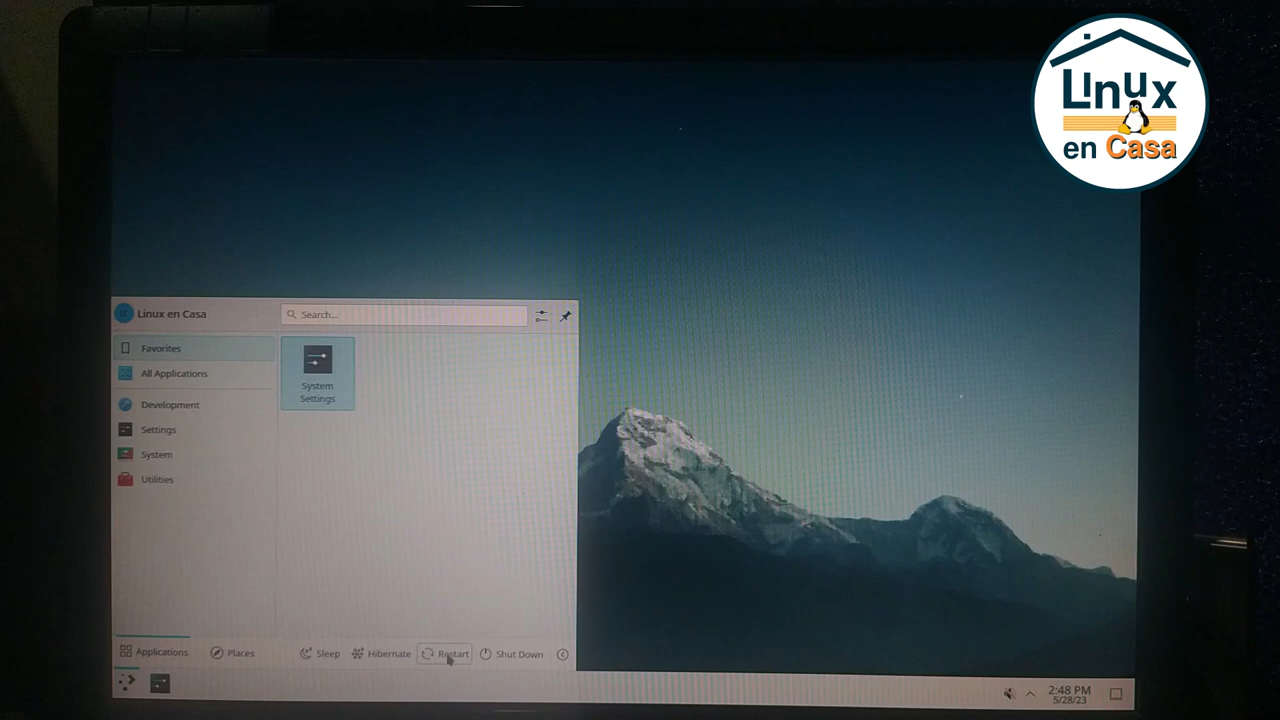 Linux
en Casa
LC Linux en Casa
Search...
Favorites
All Applications
Development
Settings
System
Utilities
System
Settings
Applications
Places
Sleep
Hibernate
Restart
Shut Down
2:48 PM
5/28/23